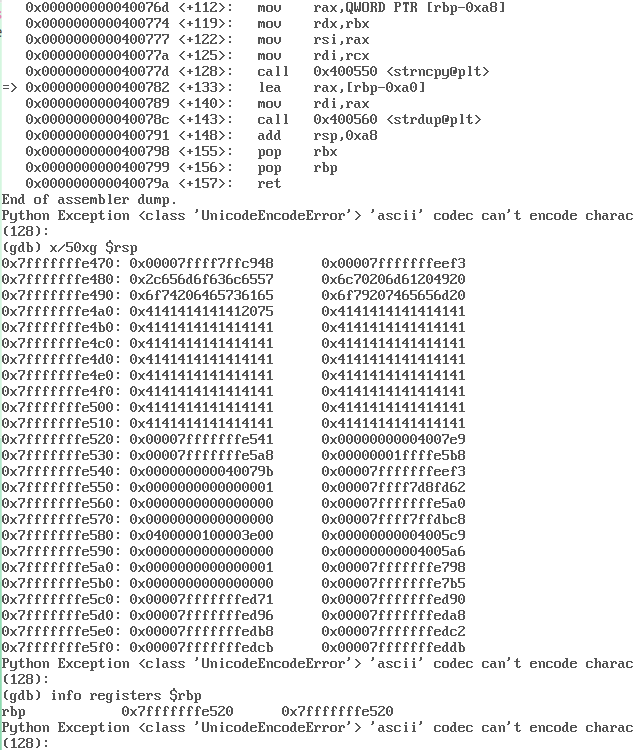 0x000000000040076d <+112>: mov rax,QWORD PTR [rbp-0xa8]
0x0000000000400774 <+119>: mov rdx,rbx
0x0000000000400777 <+122>: mov rsi,rax
0x000000000040077a <+125>: mov rdi,rcx
0x000000000040077d <+128>: call 0x400550 <strncpy@plt>
=> 0x0000000000400782 <+133>: lea rax,[rbp-0xa0]
0x0000000000400789 <+140>: mov rdi,rax
0x000000000040078c <+143>: call 0x400560 <strdup@plt>
0x0000000000400791 <+148>: add rsp,0xa8
0x0000000000400798 <+155>: pop rbx
0x0000000000400799 <+156>: pop rbp
0x000000000040079a <+157>: ret
End of assembler dump.
Python Exception <class 'UnicodeEncodeError'> 'ascii' codec can't encode charac
(128):
(gdb) x/50xg $rsp
0x7fffffffe470: 0x00007ffff7ffc948 0x00007fffffffeef3
0x7fffffffe480: 0x2c656d6f636c6557 0x6c70206d61204920
0x7fffffffe490: 0x6f74206465736165 0x6f79207465656d20
0x7fffffffe4a0: 0x4141414141412075 0x4141414141414141
0x7fffffffe4b0: 0x4141414141414141 0x4141414141414141
0x7fffffffe4c0: 0x4141414141414141 0x4141414141414141
0x7fffffffe4d0: 0x4141414141414141 0x4141414141414141
0x7fffffffe4e0: 0x4141414141414141 0x4141414141414141
0x7fffffffe4f0: 0x4141414141414141 0x4141414141414141
0x7fffffffe500: 0x4141414141414141 0x4141414141414141
0x7fffffffe510: 0x4141414141414141 0x4141414141414141
0x7fffffffe520: 0x00007fffffffe541 0x00000000004007e9
0x7fffffffe530: 0x00007fffffffe5a8 0x00000001ffffe5b8
0x7fffffffe540: 0x000000000040079b 0x00007fffffffeef3
0x7fffffffe550: 0x0000000000000001 0x00007ffff7d8fd62
0x7fffffffe560: 0x0000000000000000 0x00007fffffffe5a0
0x7fffffffe570: 0x0000000000000000 0x00007ffff7ffdbc8
0x7fffffffe580: 0x0400000100003e00 0x00000000004005c9
0x7fffffffe590: 0x0000000000000000 0x00000000004005a6
0x7fffffffe5a0: 0x0000000000000001 0x00007fffffffe798
0x7fffffffe5b0: 0x0000000000000000 0x00007fffffffe7b5
0x7fffffffe5c0: 0x00007fffffffed71 0x00007fffffffed90
0x7fffffffe5d0: 0x00007fffffffed96 0x00007fffffffeda8
0x7fffffffe5e0: 0x00007fffffffedb8 0x00007fffffffedc2
0x7fffffffe5f0: 0x00007fffffffedcb 0x00007fffffffeddb
Python Exception <class 'UnicodeEncodeError'> 'ascii' codec can't encode charac
(128):
(gdb) info registers $rbp
rbp 0x7fffffffe520 0x7fffffffe520
Python Exception <class 'UnicodeEncodeError'> 'ascii' codec can't encode charac
(128):